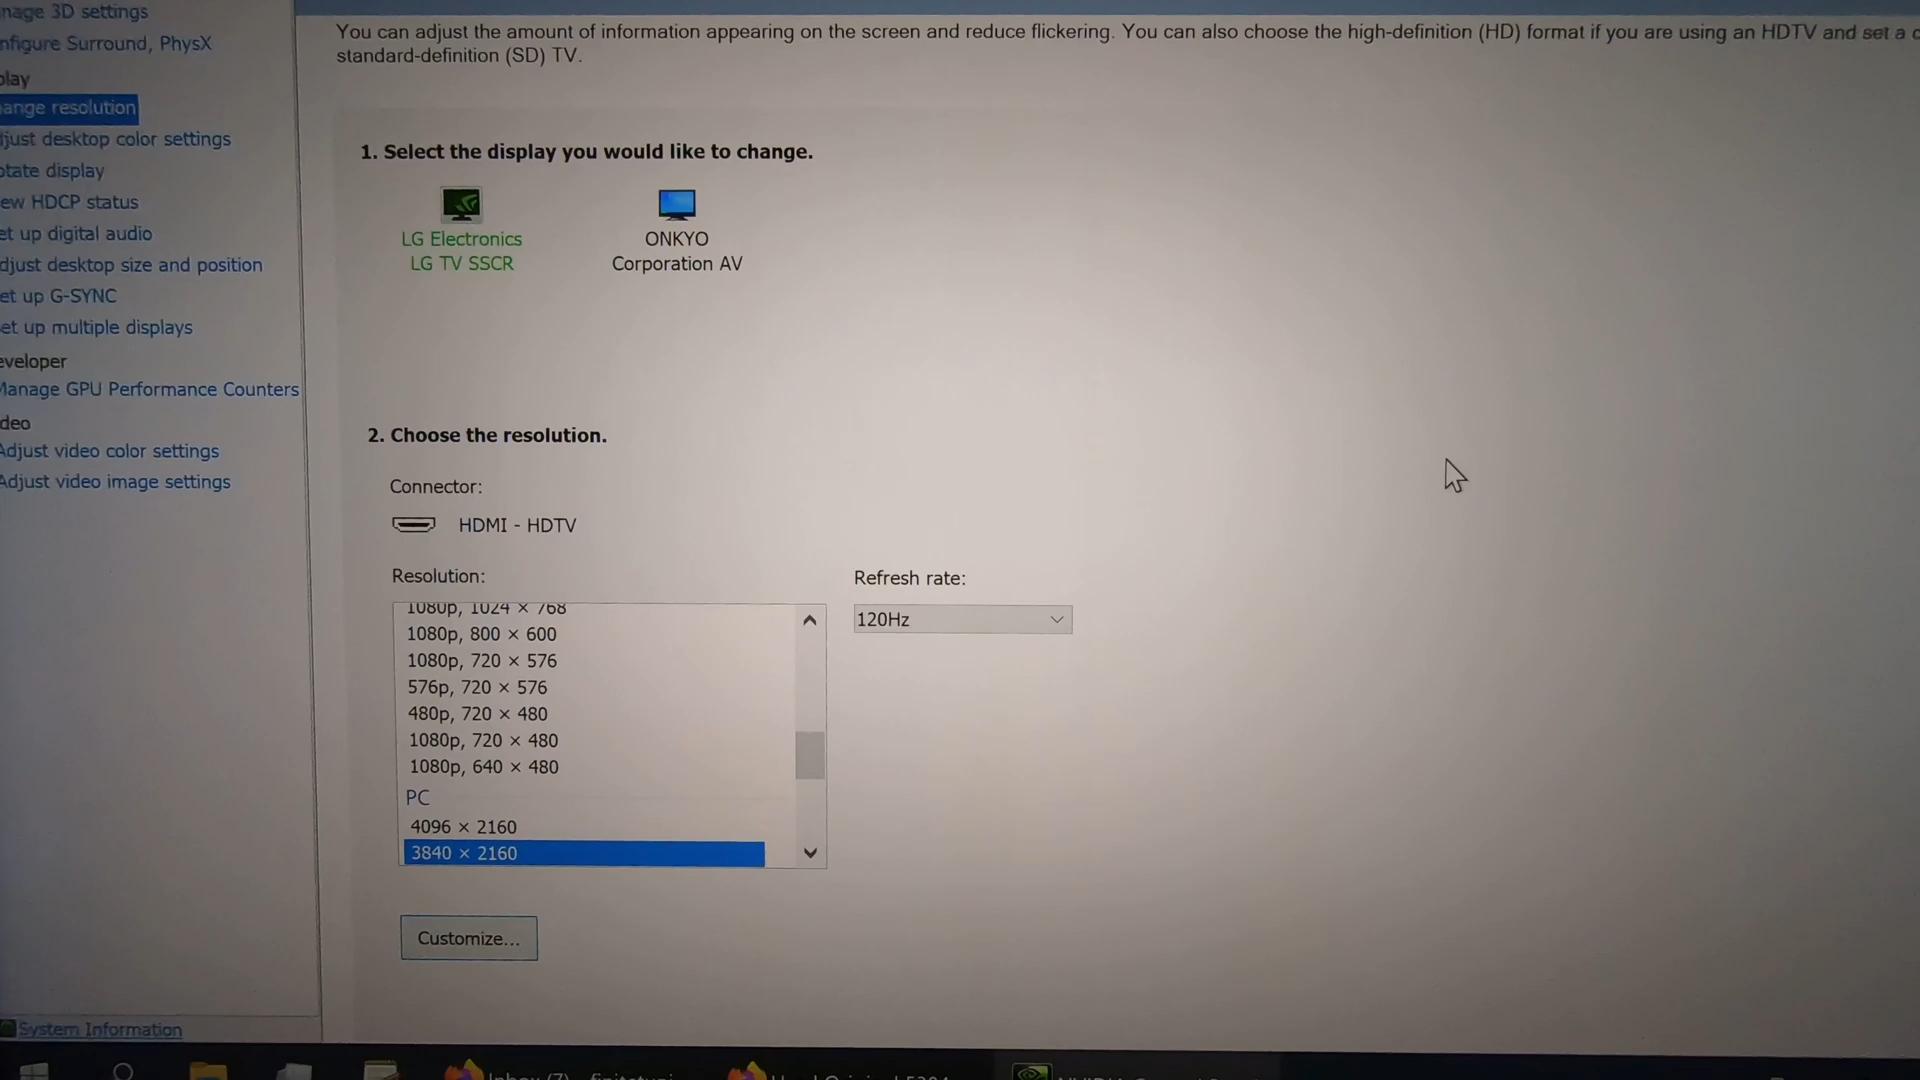 nage 3D settings
nfigure Surround, PhysX
play
ange resolution
djust desktop color settings
otate display
ew HDCP status
et up digital audio
djust desktop size and position
et up G-SYNC
et up multiple displays
eveloper
Manage GPU Performance Counters
deo
Adjust video color settings
Adjust video image settings
System Information
You can adjust the amount of information appearing on the screen and reduce flickering. You can also choose the high-definition (HD) format if you are using an HDTV and set a c
standard-definition (SD) TV.
1. Select the display you would like to change.
LG Electronics
LG TV SSCR
ONKYO
Corporation AV
2. Choose the resolution.
Connector:
HDMI - HDTV
Resolution:
1080p, 1024 × 768
1080p, 800 × 600
1080p, 720 × 576
576p, 720 × 576
480p, 720 × 480
1080p, 720 × 480
1080p, 640 × 480
PC
4096 × 2160
3840 × 2160
Refresh rate:
120Hz
Customize...
Inbox (7)